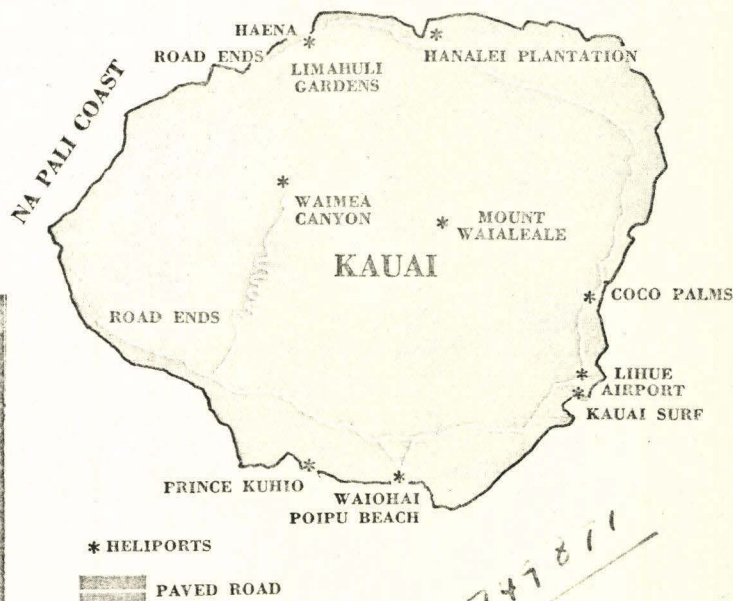 HAENA
ROAD ENDS
LIMAHULI
GARDENS
HANALEI PLANTATION
NA PALI COAST
WAIMEA
CANYON
MOUNT
WAIALEALE
KAUAI
COCO PALMS
ROAD ENDS
LIHUE
AIRPORT
KAUAI SURF
PRINCE KUHIO
WAIOHAI
POIPU BEACH
* HELIPORTS
PAVED ROAD